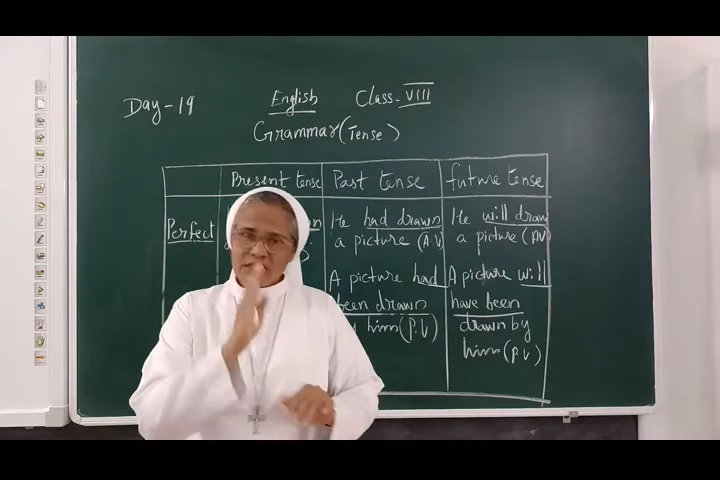 Day-19 English Class-VIII
Grammar (Tense)
Present tense Past tense future tense
Perfect He had drawn He will draw
a picture (A.V) a picture (AV)
A picture had A picture will
been drawn have been
him (P.V) drawn by
him (P.V)